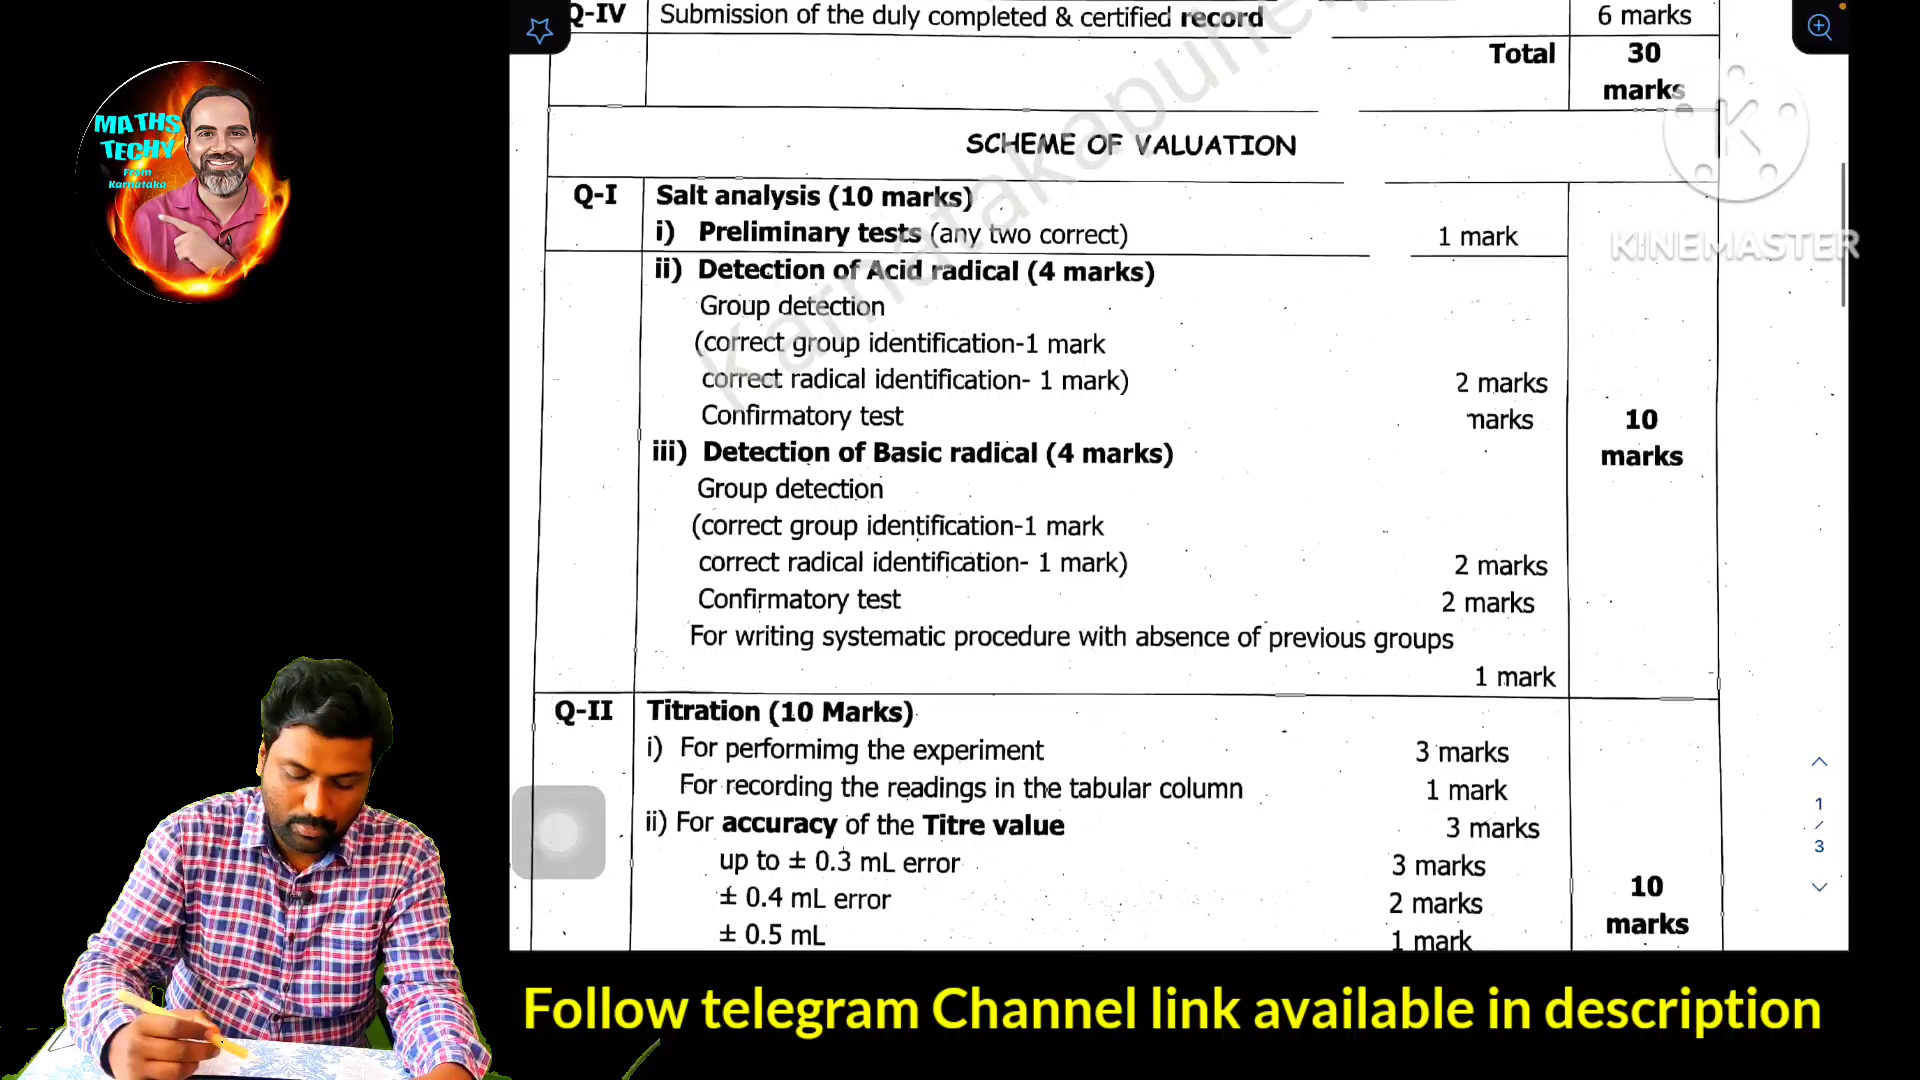 Q-IV Submission of the duly completed & certified record 6 marks
Total 30 marks
SCHEME OF VALUATION
Q-I Salt analysis (10 marks)
i) Preliminary tests (any two correct) 1 mark
ii) Detection of Acid radical (4 marks)
Group detection
(correct group identification-1 mark
correct radical identification- 1 mark) 2 marks
Confirmatory test marks
10 marks
iii) Detection of Basic radical (4 marks)
Group detection
(correct group identification-1 mark
correct radical identification- 1 mark) 2 marks
Confirmatory test 2 marks
For writing systematic procedure with absence of previous groups
1 mark
Q-II Titration (10 Marks)
i) For performimg the experiment 3 marks
For recording the readings in the tabular column 1 mark
ii) For accuracy of the Titre value 3 marks
up to ± 0.3 mL error 3 marks
± 0.4 mL error 2 marks
± 0.5 mL 1 mark
10 marks
MATHS
TECHY
From
Karnataka
K
KINEMASTER
1
/
3
Follow telegram Channel link available in description